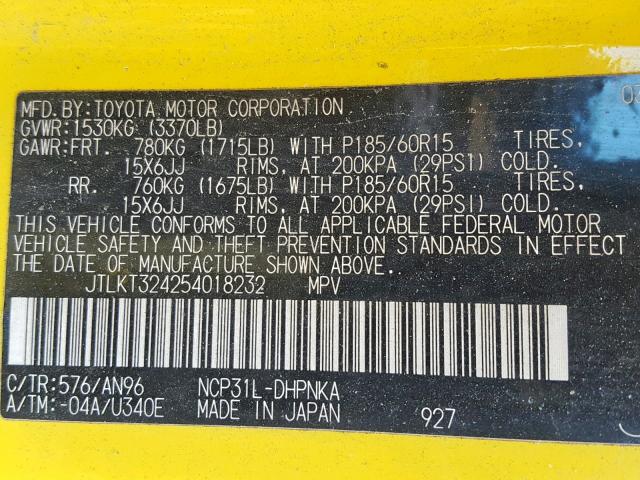 MFD.BY:TOYOTA MOTOR CORPORATION
GVWR:1530KG (3370LB)
GAWR:FRT. 780KG (1715LB) WITH P185/60R15 TIRES,
15X6JJ RIMS, AT 200KPA (29PSI) COLD.
RR. 760KG (1675LB) WITH P185/60R15 TIRES,
15X6JJ RIMS, AT 200KPA (29PSI) COLD.
THIS VEHICLE CONFORMS TO ALL APPLICABLE FEDERAL MOTOR
VEHICLE SAFETY AND THEFT PREVENTION STANDARDS IN EFFECT
THE DATE OF MANUFACTURE SHOWN ABOVE.
JTLKT324254018232 MPV
C/TR:576/AN96 NCP31L-DHPNKA
A/TM:-04A/U340E MADE IN JAPAN 927